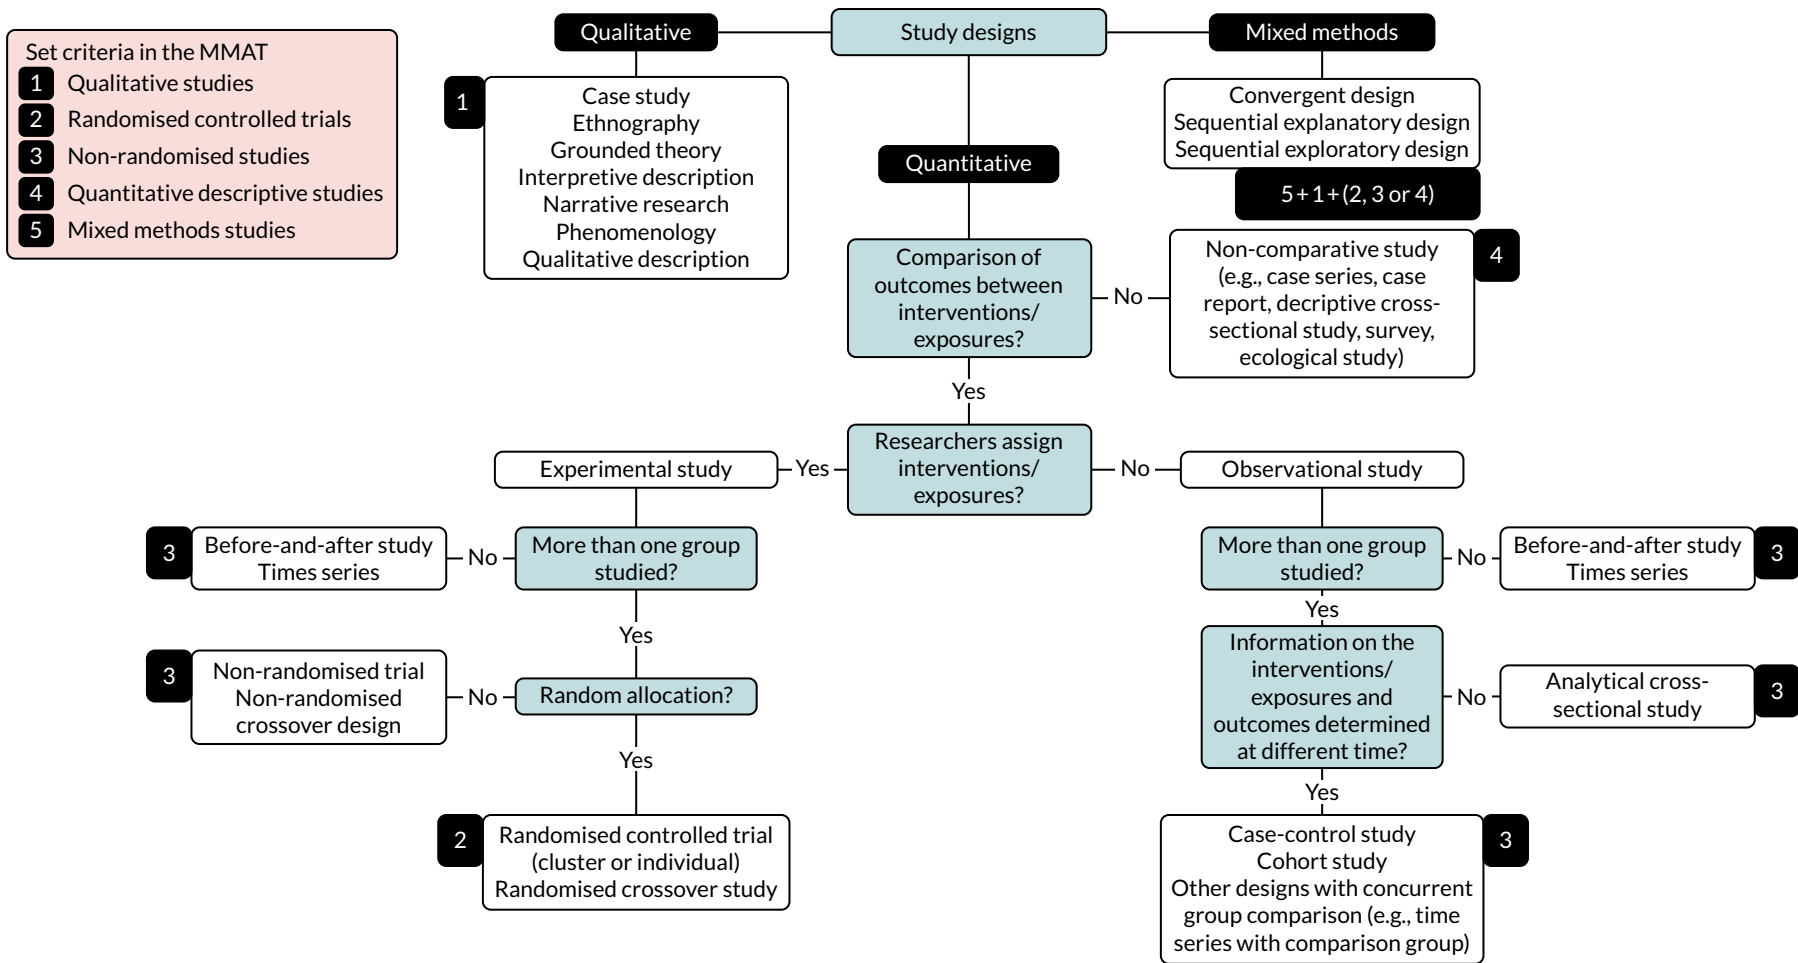 Set criteria in the MMAT
1 Qualitative studies
2 Randomised controlled trials
3 Non-randomised studies
4 Quantitative descriptive studies
5 Mixed methods studies
Qualitative
Study designs
Mixed methods
1
Case study
Ethnography
Grounded theory
Interpretive description
Narrative research
Phenomenology
Qualitative description
Convergent design
Sequential explanatory design
Sequential exploratory design
5+1+(2, 3 or 4)
Quantitative
Comparison of
outcomes between
interventions/
exposures?
No
Non-comparative study
(e.g., case series, case
report, decriptive cross-
sectional study, survey,
ecological study)
4
Yes
Researchers assign
interventions/
exposures?
Yes
Experimental study
No
Observational study
More than one group
studied?
No
3
Before-and-after study
Times series
Yes
Random allocation?
No
3
Non-randomised trial
Non-randomised
crossover design
Yes
2
Randomised controlled trial
(cluster or individual)
Randomised crossover study
More than one group
studied?
No
Before-and-after study
Times series
3
Yes
Information on the
interventions/
exposures and
outcomes determined
at different time?
No
Analytical cross-
sectional study
3
Yes
Case-control study
Cohort study
Other designs with concurrent
group comparison (e.g., time
series with comparison group)
3